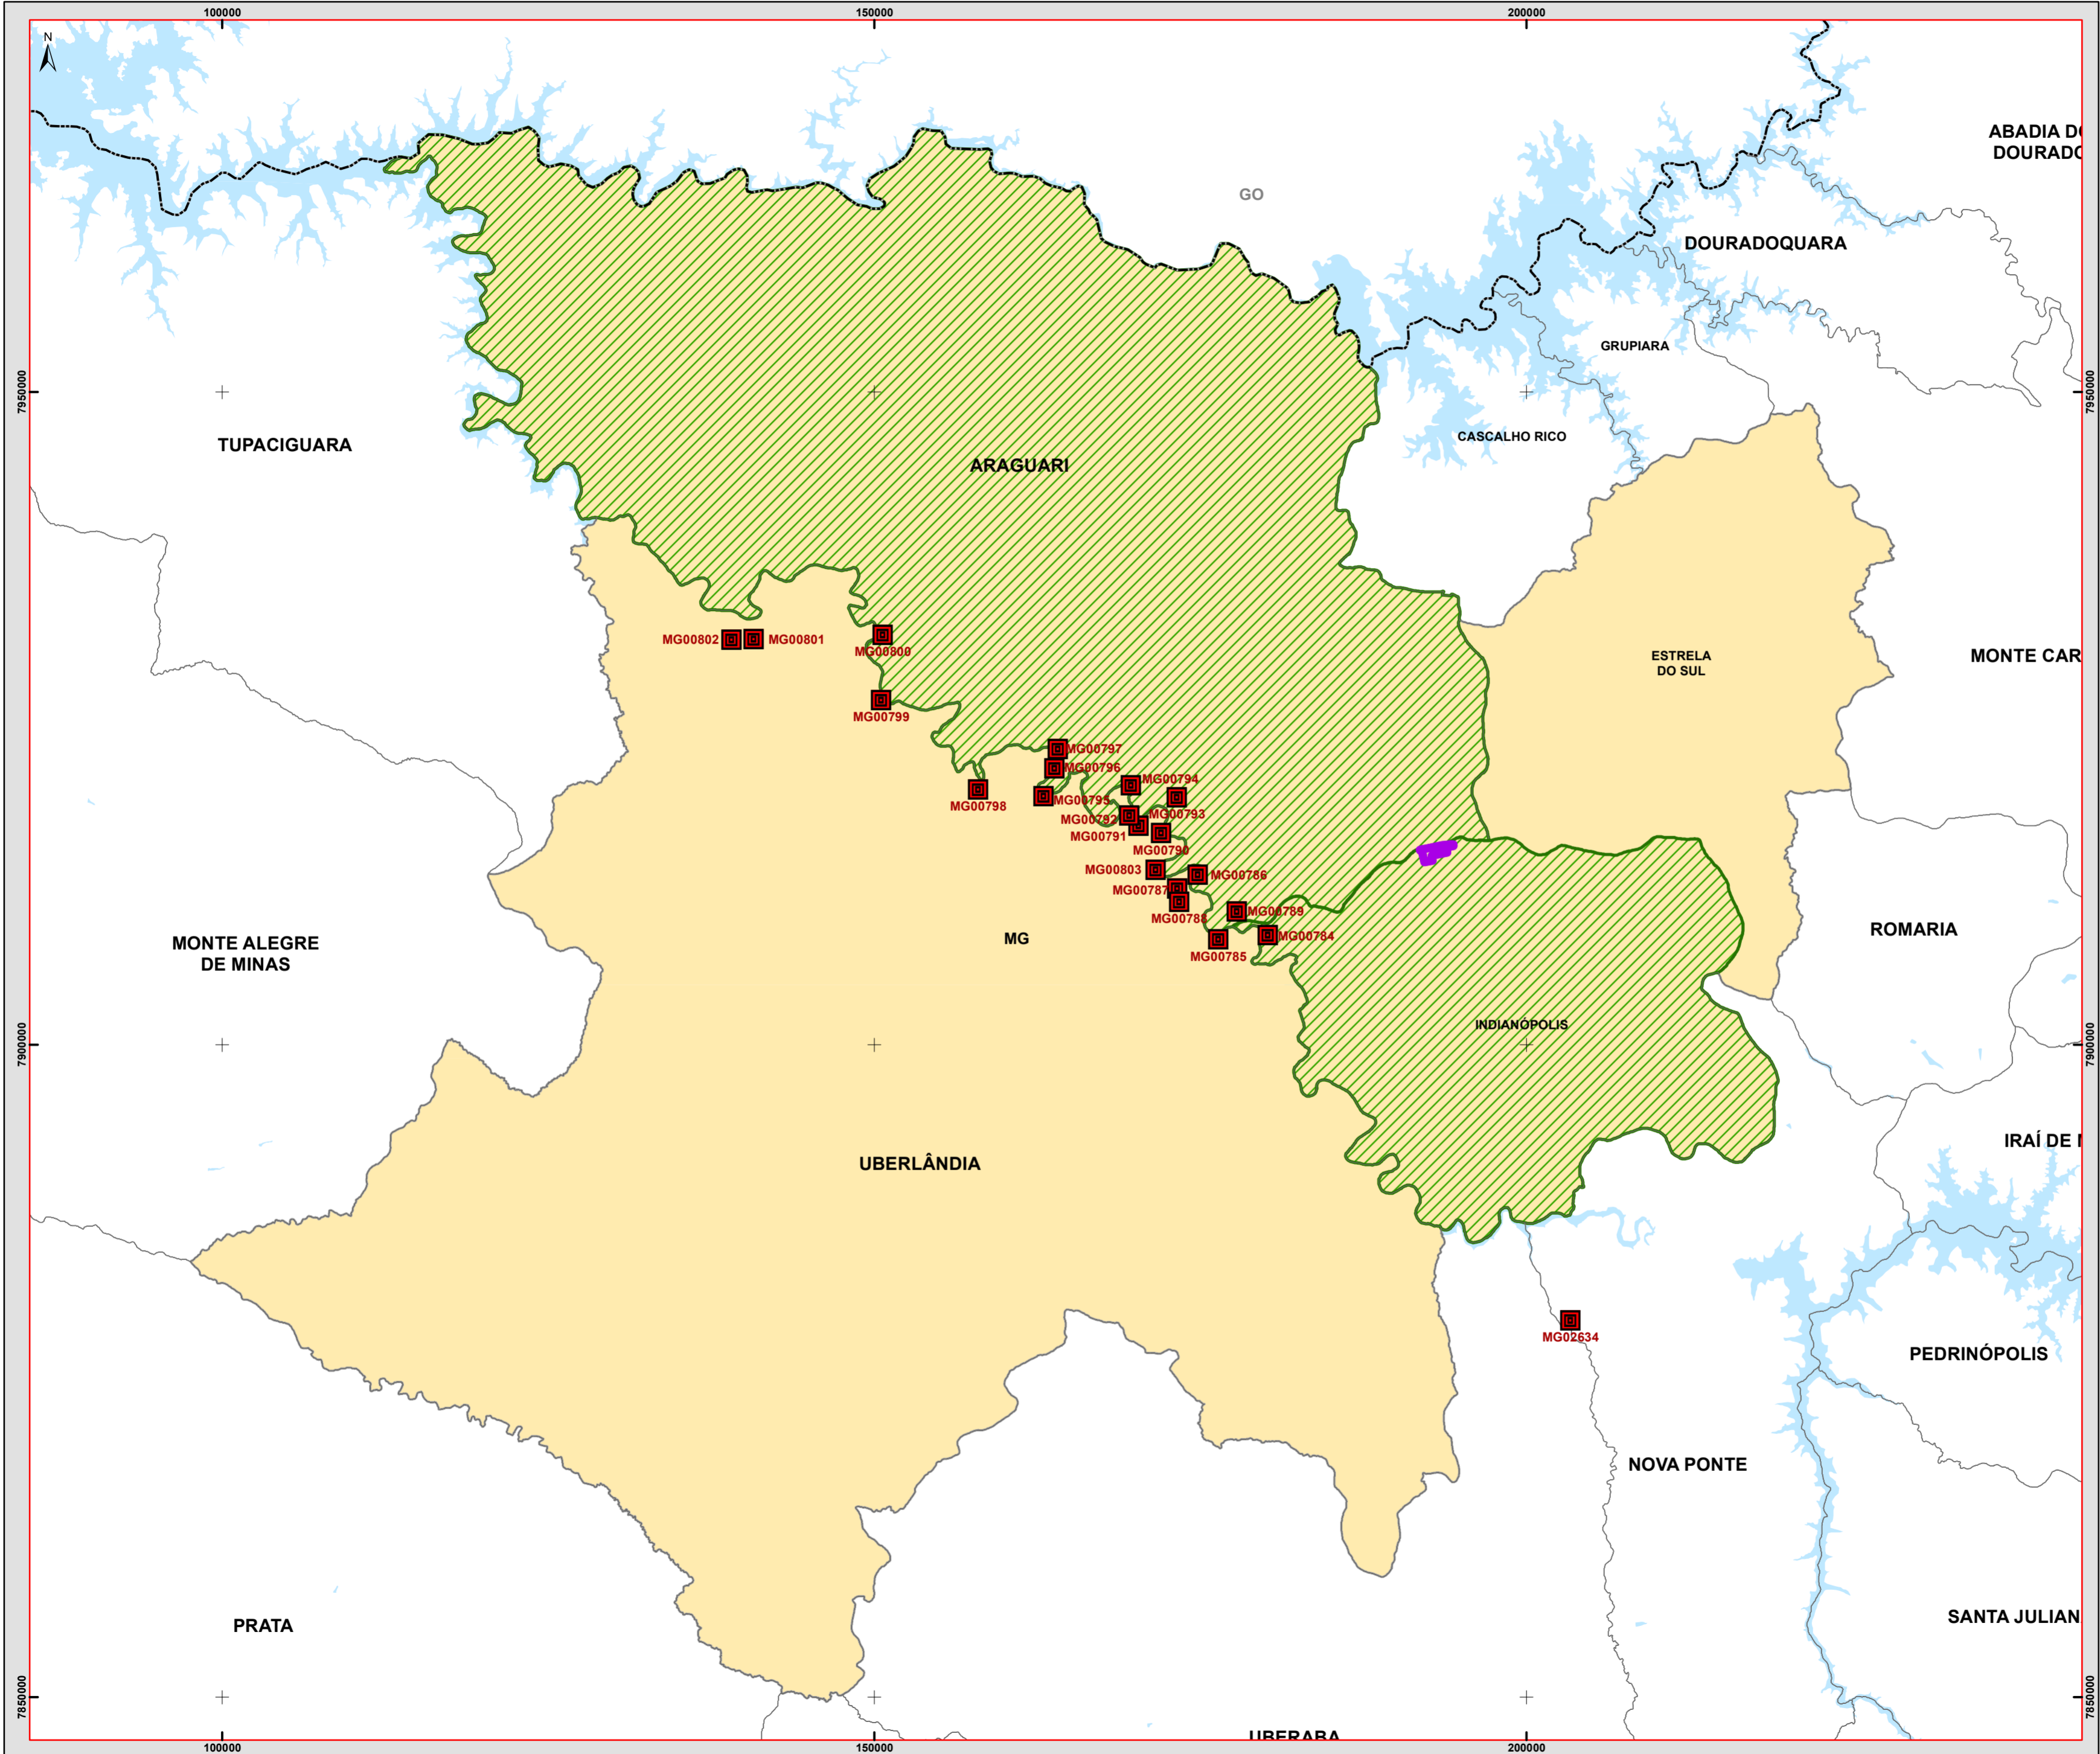 100000
150000
200000
N
ABADIA DO
DOURADO
GO
DOURADOQUARA
GRUPIARA
7950000
7950000
CASCALHO RICO
TUPACIGUARA
ARAGUARI
MG00802
MG00801
MG00800
ESTRELA
DO SUL
MONTE CAR
MG00799
MG00797
MG00796
MG00794
MG00798
MG00795
MG00793
MG00792
MG00791
MG00790
MG00803
MG00786
MG00787
MG00789
MG00788
MONTE ALEGRE
DE MINAS
MG
MG00784
ROMARIA
MG00785
INDIANÓPOLIS
7900000
7900000
IRAÍ DE
UBERLÂNDIA
MG02634
PEDRINÓPOLIS
NOVA PONTE
PRATA
SANTA JULIAN
7850000
7850000
UBERABA
100000
150000
200000